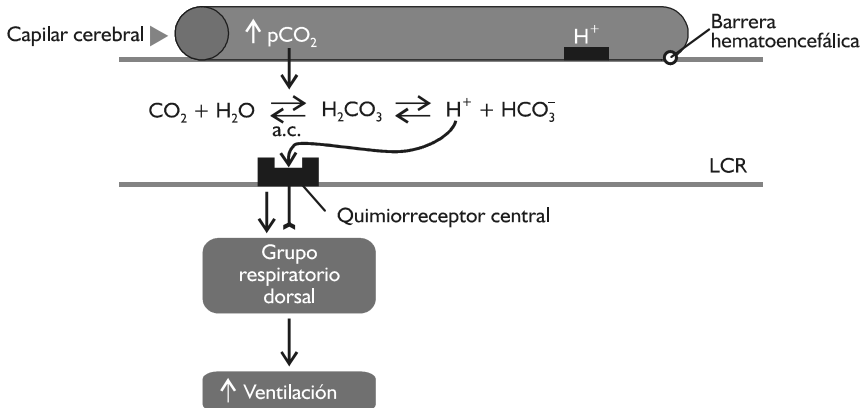 Capilar cerebral
↑ pCO₂
H⁺
Barrera
hematoencefálica
CO₂ + H₂O ⇄ H₂CO₃ ⇄ H⁺ + HCO₃⁻
a.c.
LCR
Quimiorreceptor central
Grupo
respiratorio
dorsal
↑ Ventilación